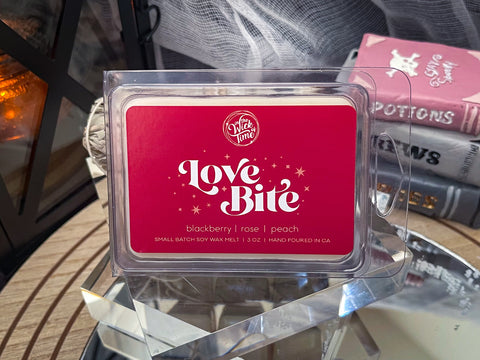 The
Wick of
Time
Love
Bite
blackberry | rose | peach
SMALL BATCH SOY WAX MELT | 3 OZ | HAND POURED IN CA
POTIONS